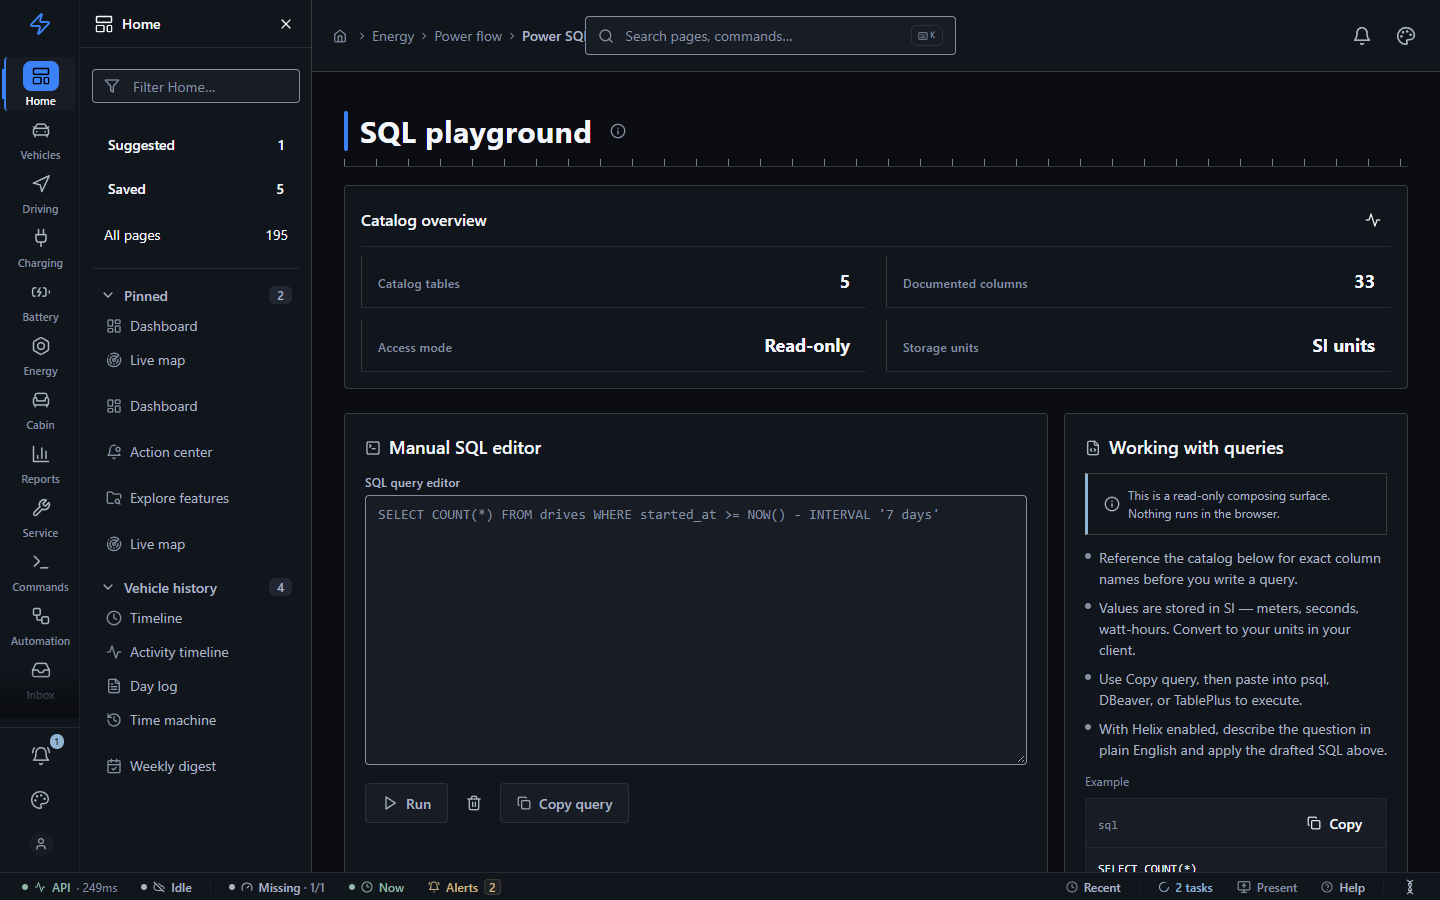 Home
Vehicles
Driving
Charging
Battery
Energy
Cabin
Reports
Service
Commands
Automation
Inbox
1
Home
Filter Home...
Suggested 1
Saved 5
All pages 195
Pinned 2
Dashboard
Live map
Dashboard
Action center
Explore features
Live map
Vehicle history 4
Timeline
Activity timeline
Day log
Time machine
Weekly digest
Energy > Power flow > Power SQ
Search pages, commands... K
SQL playground
Catalog overview
Catalog tables 5
Documented columns 33
Access mode Read-only
Storage units SI units
Manual SQL editor
SQL query editor
SELECT COUNT(*) FROM drives WHERE started_at >= NOW() - INTERVAL '7 days'
Run
Copy query
Working with queries
This is a read-only composing surface.
Nothing runs in the browser.
Reference the catalog below for exact column
names before you write a query.
Values are stored in SI — meters, seconds,
watt-hours. Convert to your units in your
client.
Use Copy query, then paste into psql,
DBeaver, or TablePlus to execute.
With Helix enabled, describe the question in
plain English and apply the drafted SQL above.
Example
sql Copy
SELECT COUNT(*)
API · 249ms Idle Missing · 1/1 Now Alerts 2 Recent 2 tasks Present Help